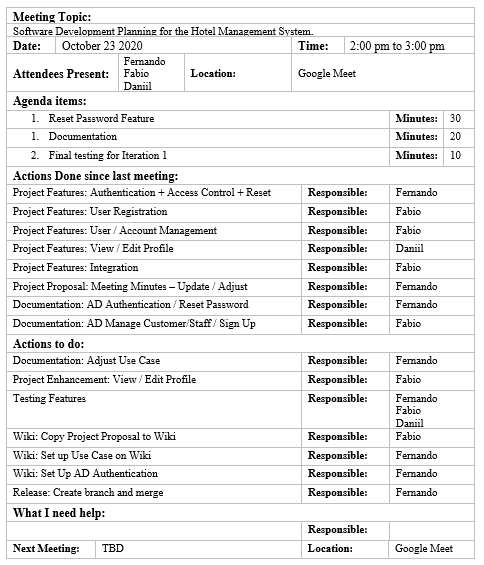 Meeting Topic:
Software Development Planning for the Hotel Management System.
Date: October 23 2020 Time: 2:00 pm to 3:00 pm
Attendees Present: Fernando
Fabio
Daniil
Location: Google Meet
Agenda items:
1. Reset Password Feature Minutes: 30
1. Documentation Minutes: 20
2. Final testing for Iteration 1 Minutes: 10
Actions Done since last meeting:
Project Features: Authentication + Access Control + Reset Responsible: Fernando
Project Features: User Registration Responsible: Fabio
Project Features: User / Account Management Responsible: Fabio
Project Features: View / Edit Profile Responsible: Daniil
Project Features: Integration Responsible: Fabio
Project Proposal: Meeting Minutes – Update / Adjust Responsible: Fernando
Documentation: AD Authentication / Reset Password Responsible: Fernando
Documentation: AD Manage Customer/Staff / Sign Up Responsible: Fabio
Actions to do:
Documentation: Adjust Use Case Responsible: Fernando
Project Enhancement: View / Edit Profile Responsible: Fabio
Testing Features Responsible: Fernando
Fabio
Daniil
Wiki: Copy Project Proposal to Wiki Responsible: Fabio
Wiki: Set up Use Case on Wiki Responsible: Fernando
Wiki: Set Up AD Authentication Responsible: Fernando
Release: Create branch and merge Responsible: Fernando
What I need help:
Responsible:
Next Meeting: TBD Location: Google Meet